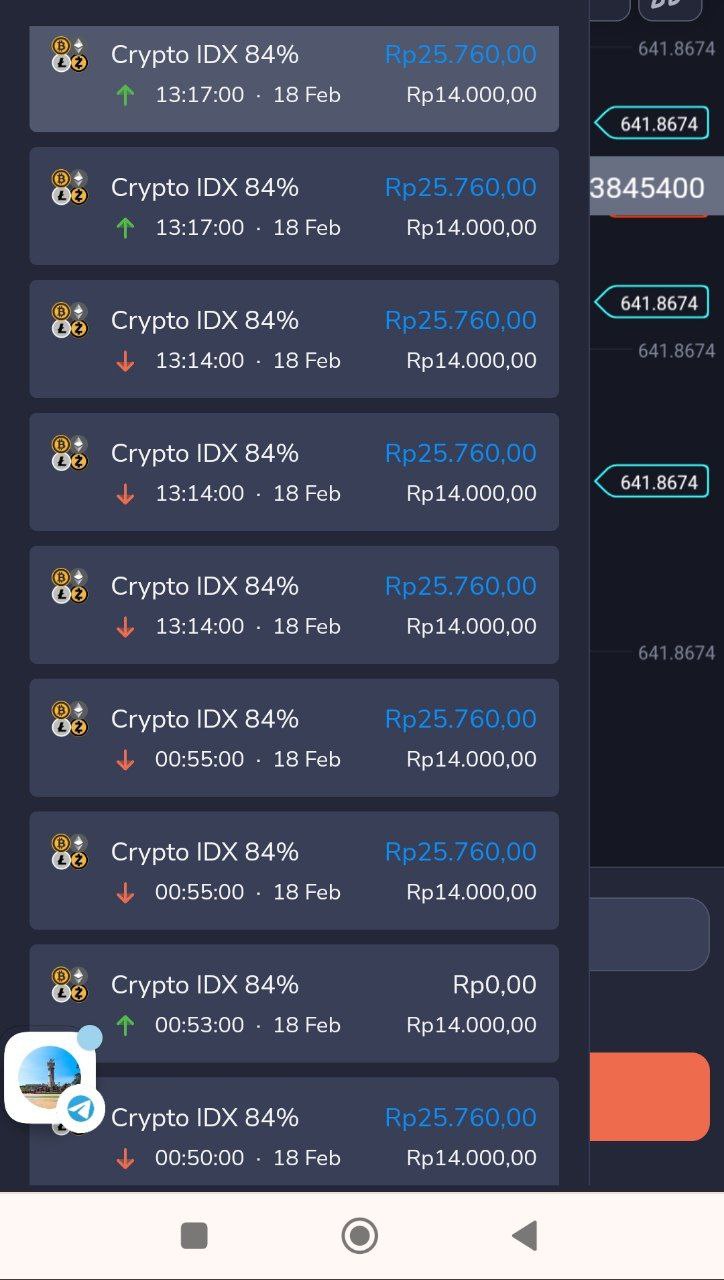 Crypto IDX 84% Rp25.760,00
13:17:00 · 18 Feb Rp14.000,00
Crypto IDX 84% Rp25.760,00
13:17:00 · 18 Feb Rp14.000,00
Crypto IDX 84% Rp25.760,00
13:14:00 · 18 Feb Rp14.000,00
Crypto IDX 84% Rp25.760,00
13:14:00 · 18 Feb Rp14.000,00
Crypto IDX 84% Rp25.760,00
13:14:00 · 18 Feb Rp14.000,00
Crypto IDX 84% Rp25.760,00
00:55:00 · 18 Feb Rp14.000,00
Crypto IDX 84% Rp25.760,00
00:55:00 · 18 Feb Rp14.000,00
Crypto IDX 84% Rp0,00
00:53:00 · 18 Feb Rp14.000,00
Crypto IDX 84% Rp25.760,00
00:50:00 · 18 Feb Rp14.000,00
641.8674
641.8674
3845400
641.8674
641.8674
641.8674
641.8674